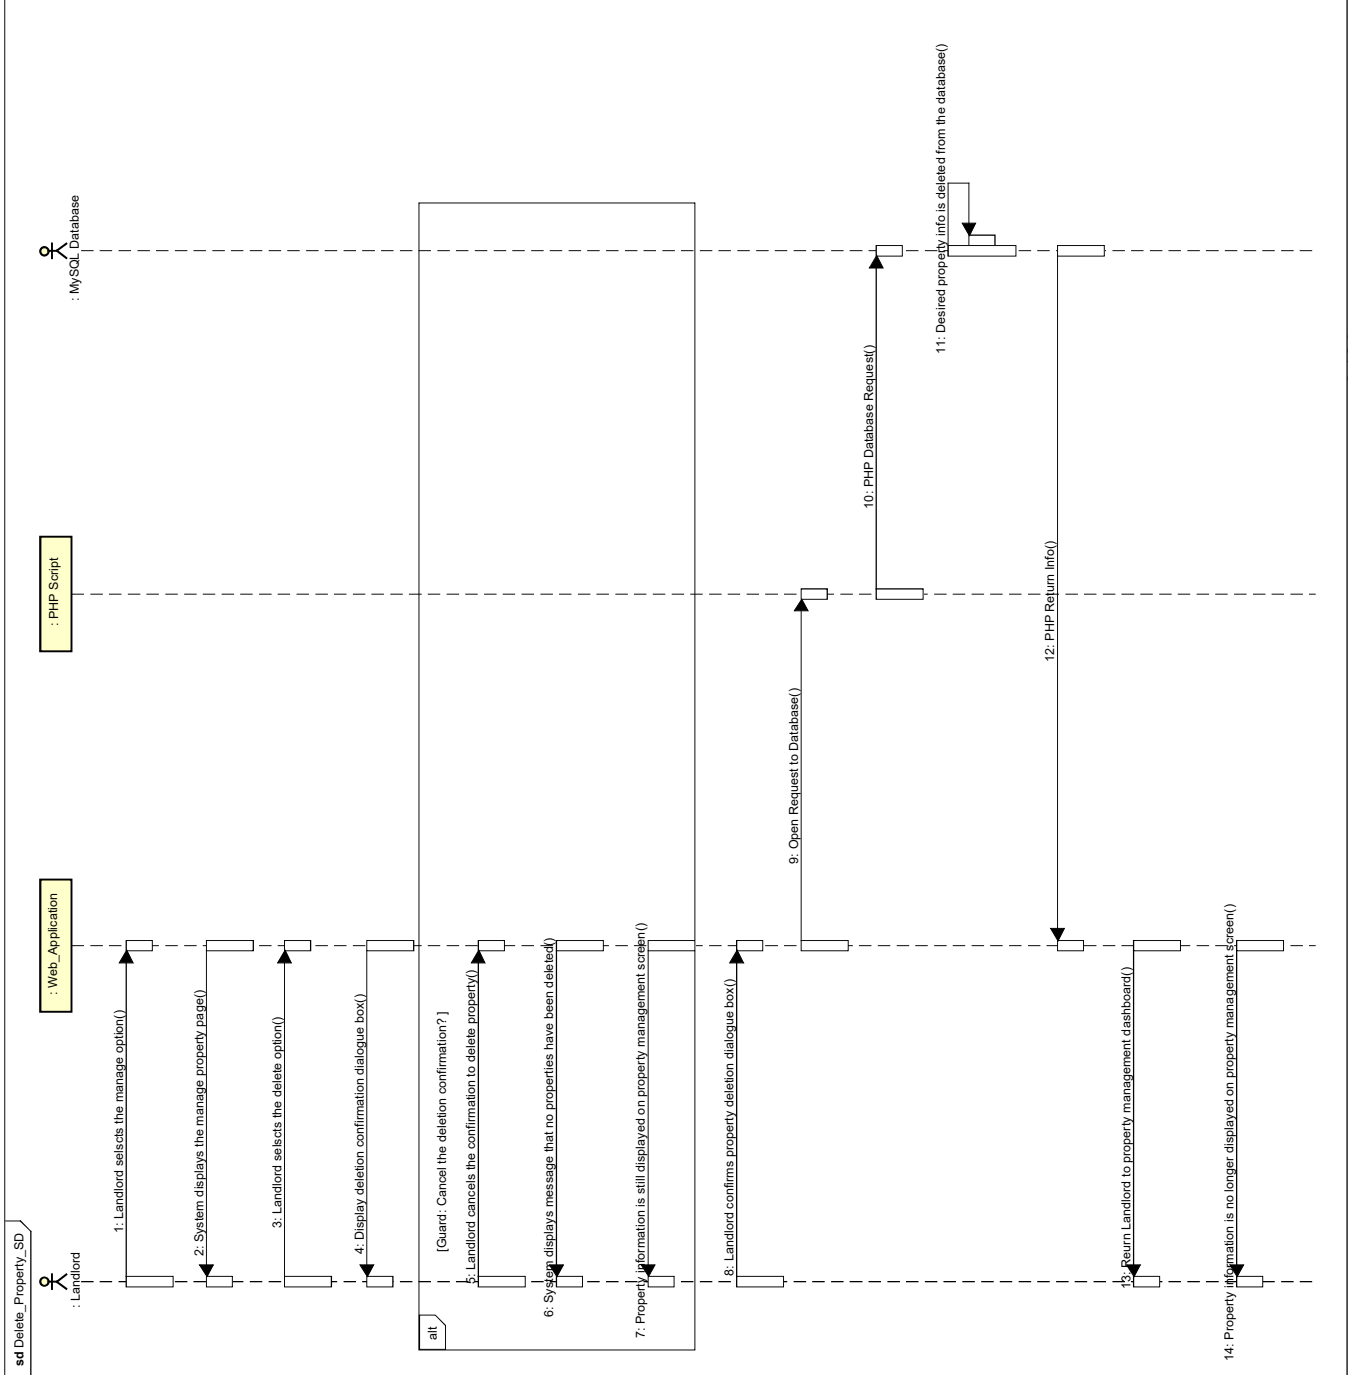 sd Delete_Property_SD
: Landlord
: Web_Application
: PHP Script
: MySQL Database
1: Landlord selscts the manage option()
2: System displays the manage property page()
3: Landlord selscts the delete option()
4: Display deletion confirmation dialogue box()
alt
[Guard: Cancel the deletion confirmation? ]
5: Landlord cancels the confirmation to delete property()
6: System displays message that no properties have been deleted()
7: Property information is still displayed on property management screen()
8: Landlord confirms property deletion dialogue box()
9: Open Request to Database()
10: PHP Database Request()
11: Desired property info is deleted from the database()
12: PHP Return Info()
13: Reurn Landlord to property management dashboard()
14: Property information is no longer displayed on property management screen()